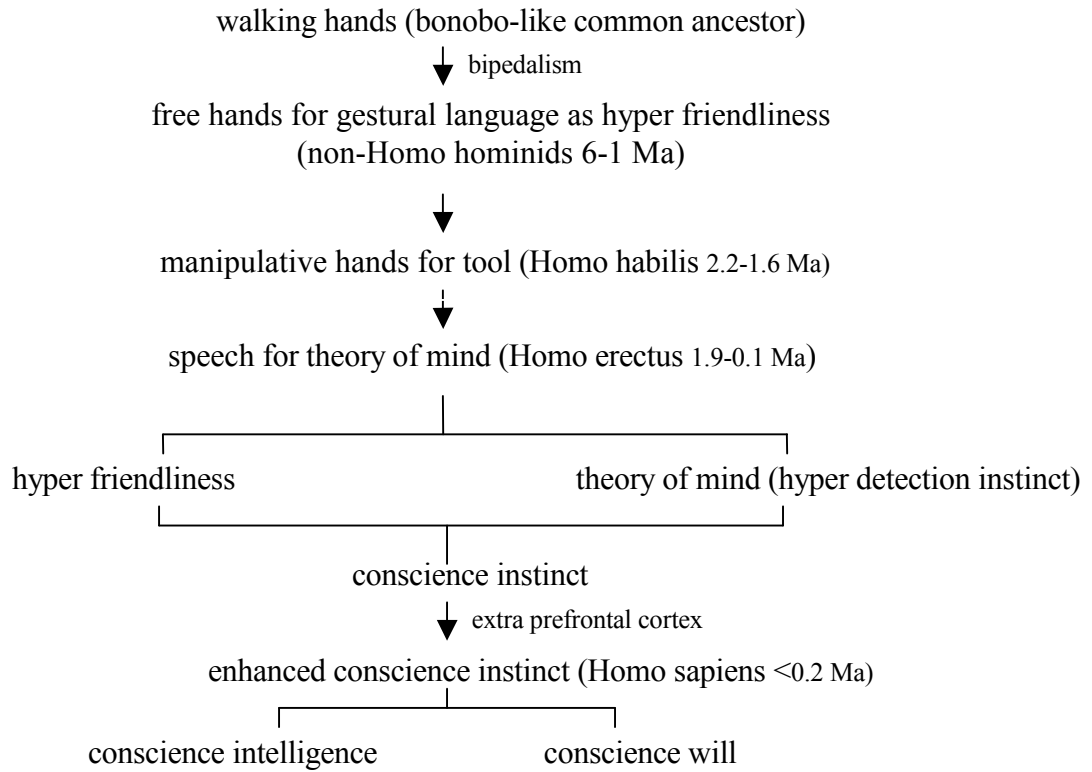 walking hands (bonobo-like common ancestor)
bipedalism
free hands for gestural language as hyper friendliness
(non-Homo hominids 6-1 Ma)
manipulative hands for tool (Homo habilis 2.2-1.6 Ma)
speech for theory of mind (Homo erectus 1.9-0.1 Ma)
hyper friendliness
theory of mind (hyper detection instinct)
conscience instinct
extra prefrontal cortex
enhanced conscience instinct (Homo sapiens <0.2 Ma)
conscience intelligence
conscience will